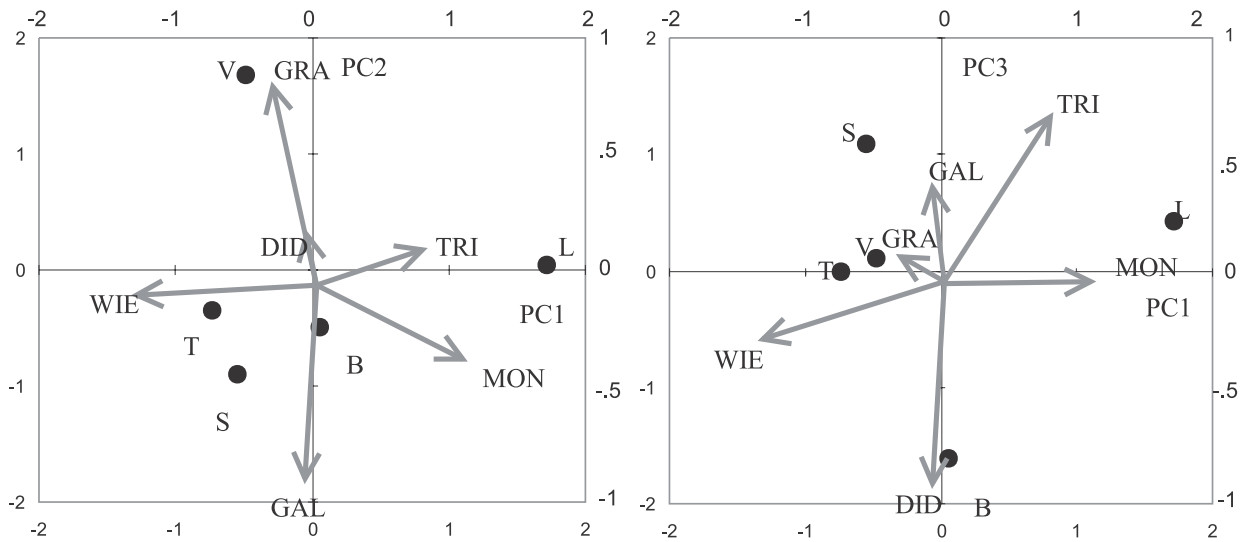 -2 -1 0 1 2
2 1
V GRA PC2
1 .5
DID TRI L
0 0
WIE PC1
T B
MON
-1 -.5
S
GAL
-2 -1
-2 -1 0 1 2
-2 -1 0 1 2
2 1
PC3
TRI
S
1 .5
GAL
L
V GRA
T MON
0 0
PC1
WIE
-1 -.5
DID B
-2 -1
-2 -1 0 1 2